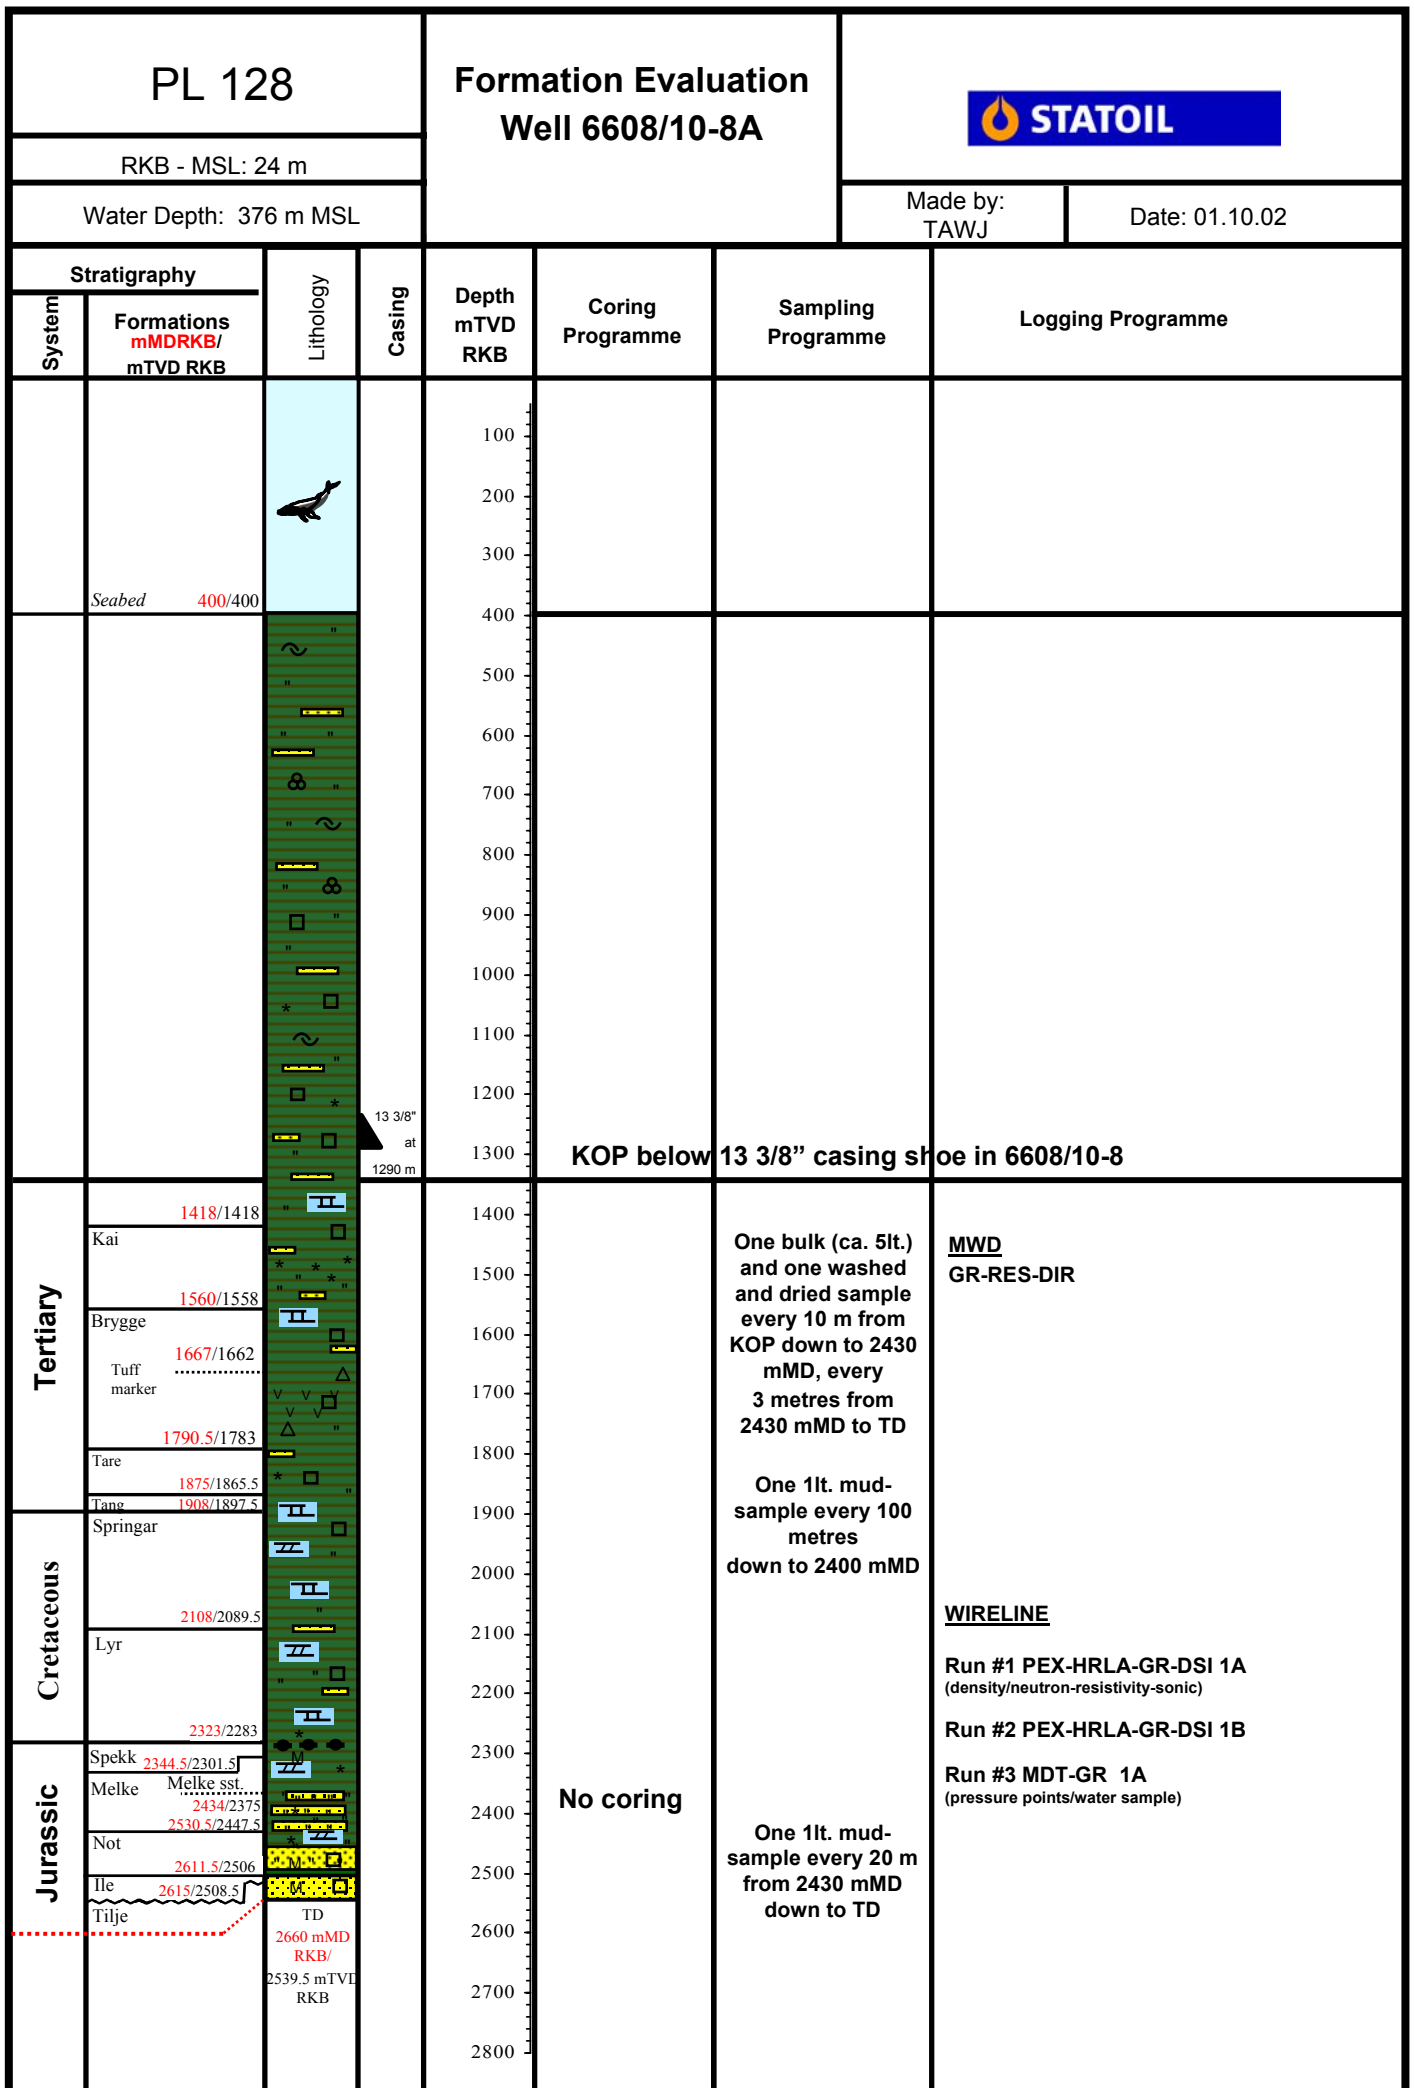 PL 128
RKB - MSL: 24 m
Water Depth: 376 m MSL
Formation Evaluation
Well 6608/10-8A
STATOIL
Made by:
TAWJ
Date: 01.10.02
Stratigraphy
System
Formations
mMDRKB/
mTVD RKB
Lithology
Casing
Depth
mTVD
RKB
Coring
Programme
Sampling
Programme
Logging Programme
100
200
300
Seabed 400/400
400
500
600
700
800
900
1000
1100
1200
13 3/8"
at
1290 m
1300
KOP below 13 3/8” casing shoe in 6608/10-8
Tertiary
1418/1418
Kai
1560/1558
Brygge
1667/1662
Tuff
marker
1790.5/1783
Tare
1875/1865.5
Tang 1908/1897.5
Cretaceous
Springar
2108/2089.5
Lyr
2323/2283
Jurassic
Spekk 2344.5/2301.5
Melke Melke sst.
2434/2375
2530.5/2447.5
Not
2611.5/2506
Ile 2615/2508.5
Tilje
TD
2660 mMD
RKB/
2539.5 mTVD
RKB
1400
1500
1600
1700
1800
1900
2000
2100
2200
2300
2400
2500
2600
2700
2800
No coring
One bulk (ca. 5lt.)
and one washed
and dried sample
every 10 m from
KOP down to 2430
mMD, every
3 metres from
2430 mMD to TD
One 1lt. mud-
sample every 100
metres
down to 2400 mMD
One 1lt. mud-
sample every 20 m
from 2430 mMD
down to TD
MWD
GR-RES-DIR
WIRELINE
Run #1 PEX-HRLA-GR-DSI 1A
(density/neutron-resistivity-sonic)
Run #2 PEX-HRLA-GR-DSI 1B
Run #3 MDT-GR 1A
(pressure points/water sample)